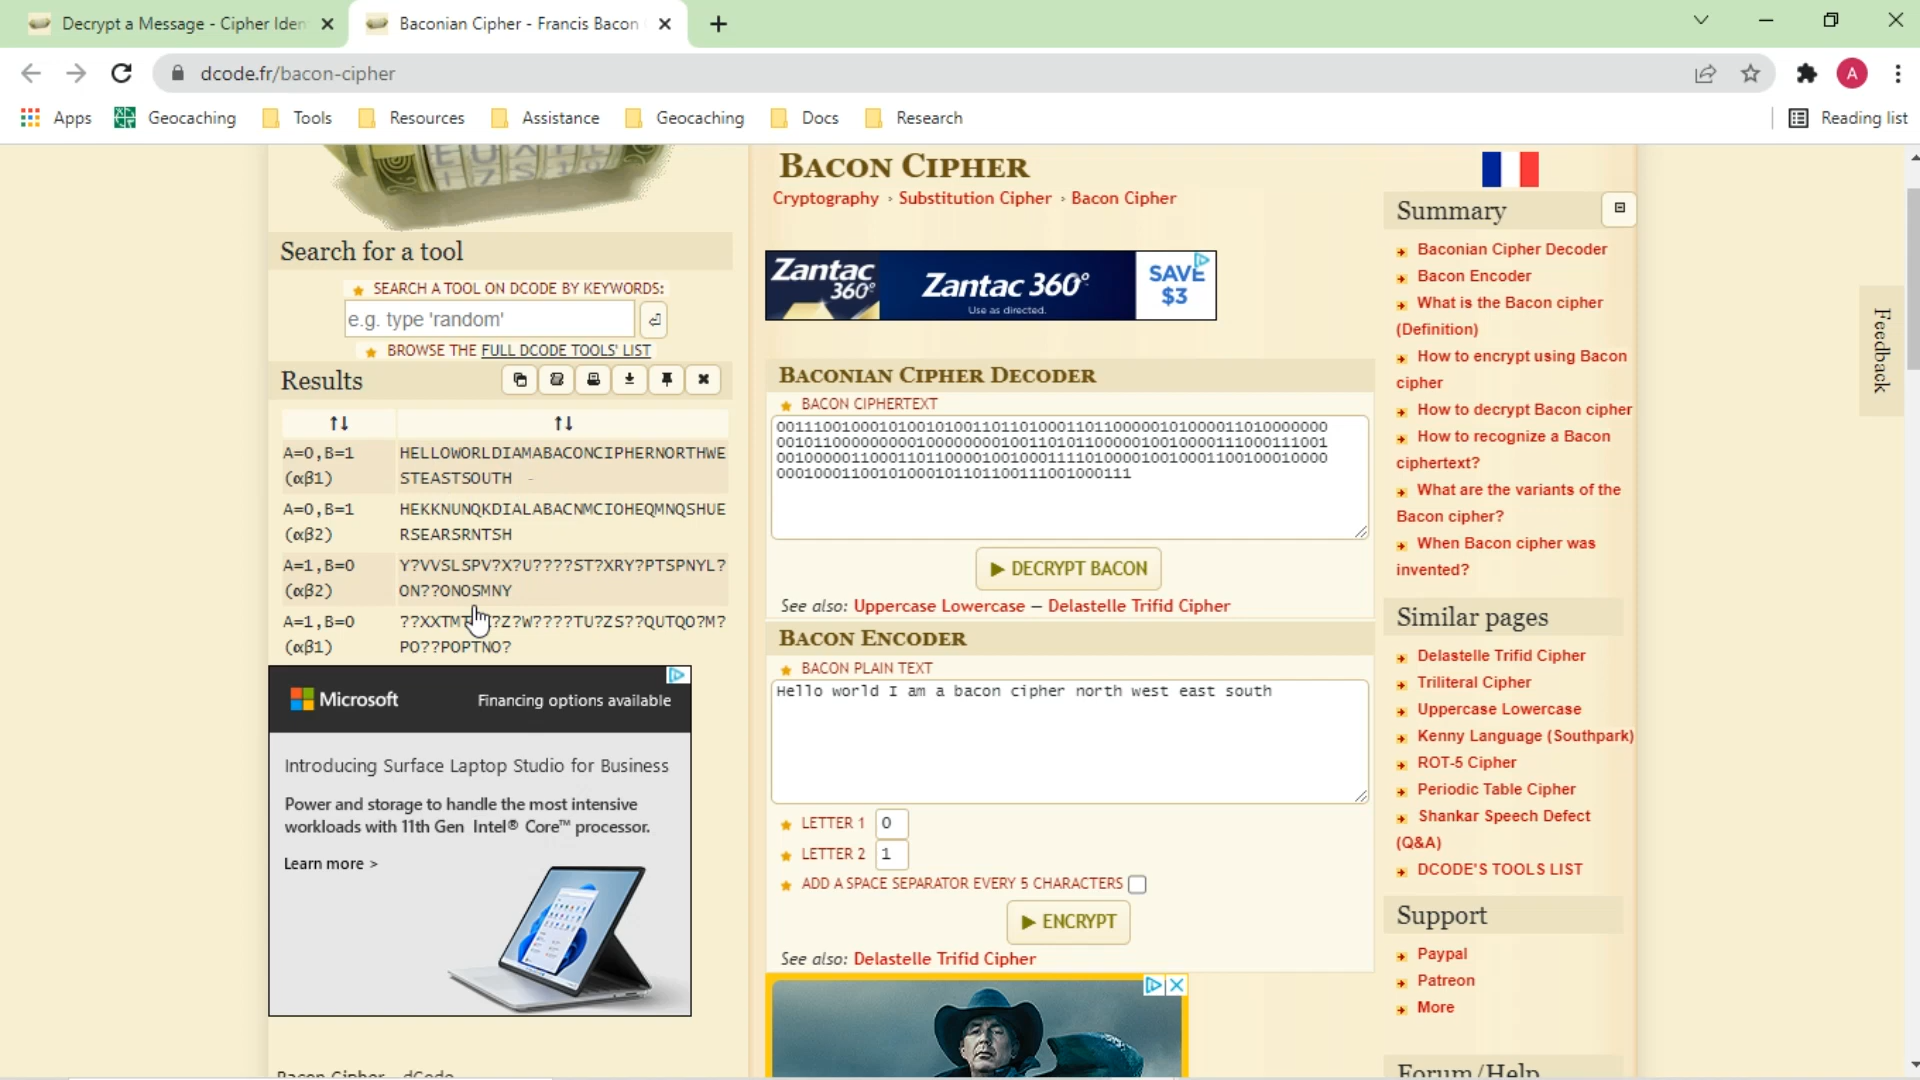 Decrypt a Message - Cipher Iden
Baconian Cipher - Francis Bacon
dcode.fr/bacon-cipher
A
Apps
Geocaching
Tools
Resources
Assistance
Geocaching
Docs
Research
Reading list
Search for a tool
SEARCH A TOOL ON DCODE BY KEYWORDS:
e.g. type 'random'
BROWSE THE FULL DCODE TOOLS' LIST
Results
A=0,B=1 HELLOWORLDIAMABACONCIPHERNORTHWE
(αβ1) STEASTSOUTH
A=0,B=1 HEKKNUNQKDIALABACNMCIOHEQMNQSHUE
(αβ2) RSEARSRNTSH
A=1,B=0 Y?VVSLSPV?X?U????ST?XRY?PTSPNYL?
(αβ2) ON??ONOSMNY
A=1,B=0
(αβ1) PO??POPTNO?
Microsoft
Financing options available
Introducing Surface Laptop Studio for Business
Power and storage to handle the most intensive
workloads with 11th Gen Intel® Core™ processor.
Learn more >
BACON CIPHER
Cryptography › Substitution Cipher › Bacon Cipher
Zantac 360°
Zantac 360°
Use as directed.
SAVE
$3
BACONIAN CIPHER DECODER
BACON CIPHERTEXT
▶ DECRYPT BACON
See also: Uppercase Lowercase — Delastelle Trifid Cipher
BACON ENCODER
BACON PLAIN TEXT
Hello world I am a bacon cipher north west east south
LETTER 1 0
LETTER 2 1
ADD A SPACE SEPARATOR EVERY 5 CHARACTERS
▶ ENCRYPT
See also: Delastelle Trifid Cipher
Summary
Baconian Cipher Decoder
Bacon Encoder
What is the Bacon cipher
(Definition)
How to encrypt using Bacon
cipher
How to decrypt Bacon cipher
How to recognize a Bacon
ciphertext?
What are the variants of the
Bacon cipher?
When Bacon cipher was
invented?
Similar pages
Delastelle Trifid Cipher
Triliteral Cipher
Uppercase Lowercase
Kenny Language (Southpark)
ROT-5 Cipher
Periodic Table Cipher
Shankar Speech Defect
(Q&A)
DCODE'S TOOLS LIST
Support
Paypal
Patreon
More
Forum/Help
Feedback
Bacon Cipher - dCode